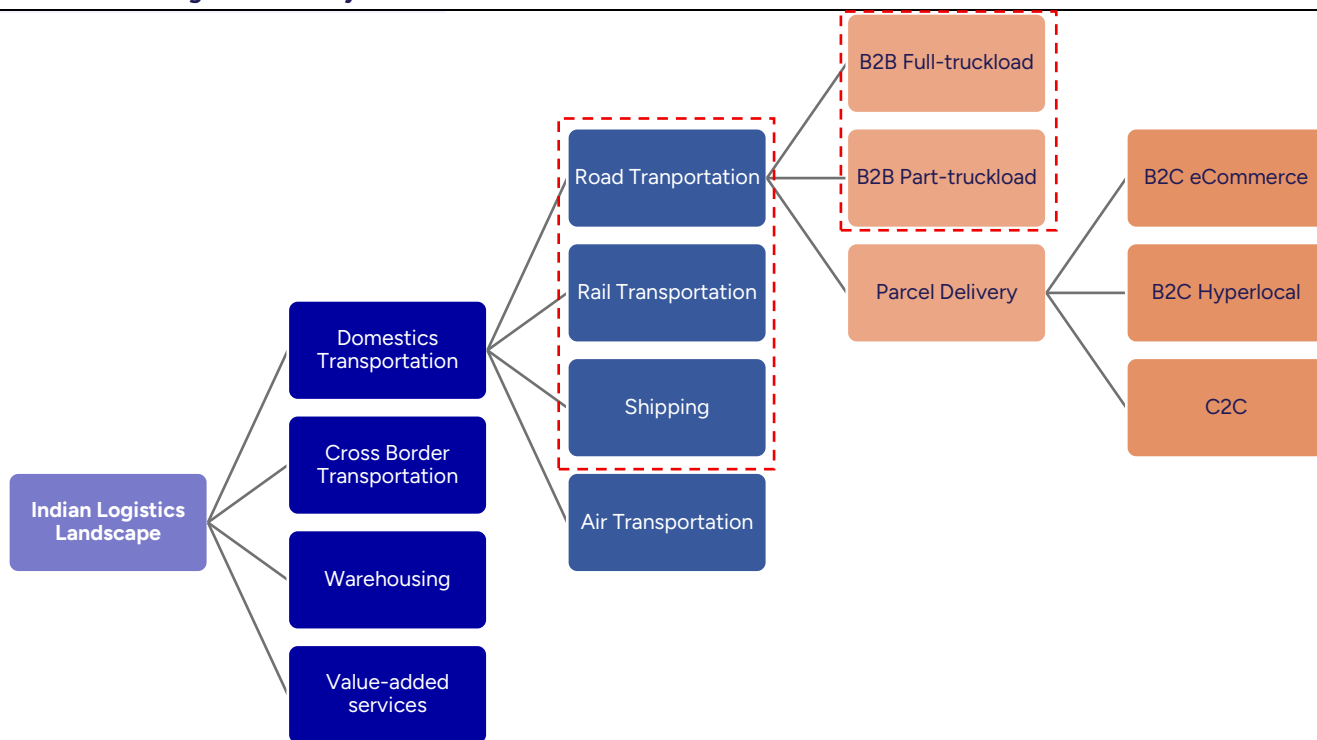 B2B Full-truckload
Road Tranportation
B2B Part-truckload
B2C eCommerce
Rail Transportation
Parcel Delivery
B2C Hyperlocal
Domestics
Transportation
Shipping
C2C
Cross Border
Transportation
Indian Logistics
Landscape
Air Transportation
Warehousing
Value-added
services